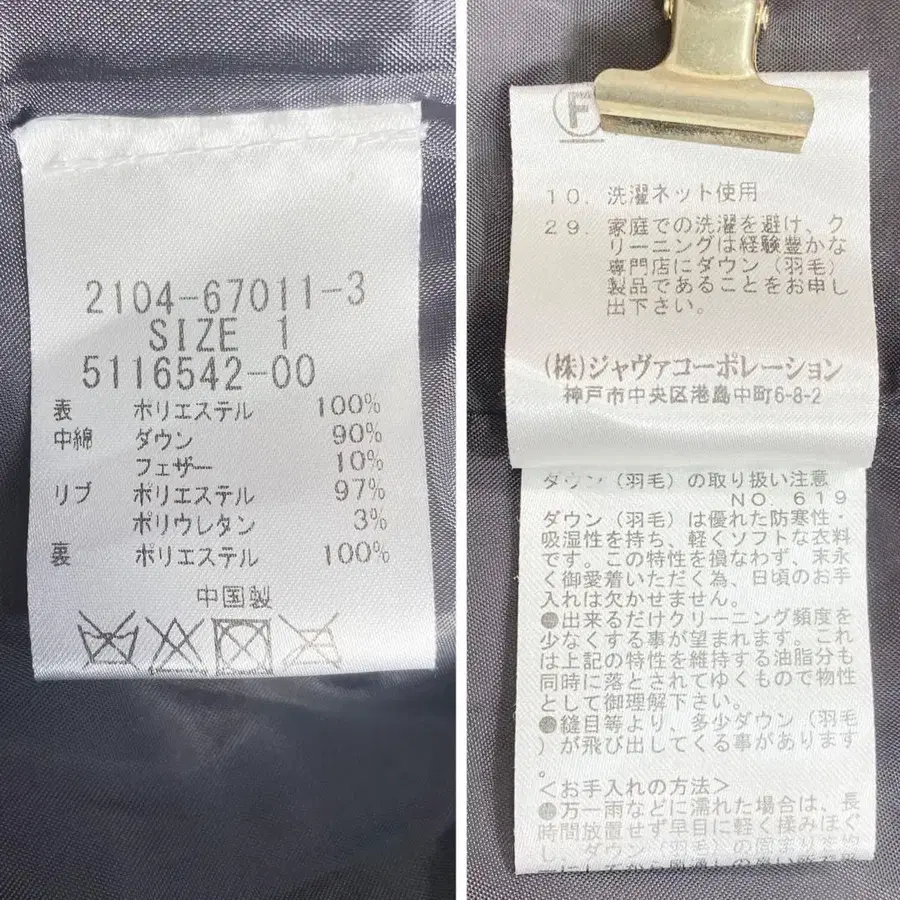 2104-67011-3
SIZE 1
5116542-00
表 ポリエステル 100%
中綿 ダウン 90%
フェザー 10%
リブ ポリエステル 97%
ポリウレタン 3%
裏 ポリエステル 100%
中国製
F
10. 洗濯ネット使用
29. 家庭での洗濯を避け、ク
リーニングは経験豊かな
専門店にダウン(羽毛)
製品であることをお申し
出下さい。
(株)ジャヴァコーポレーション
神戸市中央区港島中町6-8-2
ダウン(羽毛)の取り扱い注意
NO. 619
ダウン(羽毛)は優れた防寒性・
吸湿性を持ち、軽くソフトな衣料
です。この特性を損なわず、末永
く御愛着いただく為、日頃のお手
入れは欠かせません。
●出来るだけクリーニング頻度を
少なくする事が望まれます。これ
は上記の特性を維持する油脂分も
同時に落とされてゆくもので物性
として御理解下さい。
●縫目等より、多少ダウン(羽毛
)が飛び出してくる事があります
。
<お手入れの方法>
●万一雨などに濡れた場合は、長
時間放置せず早目に軽く揉みほぐ
し、ダウン(羽毛)の固まりを